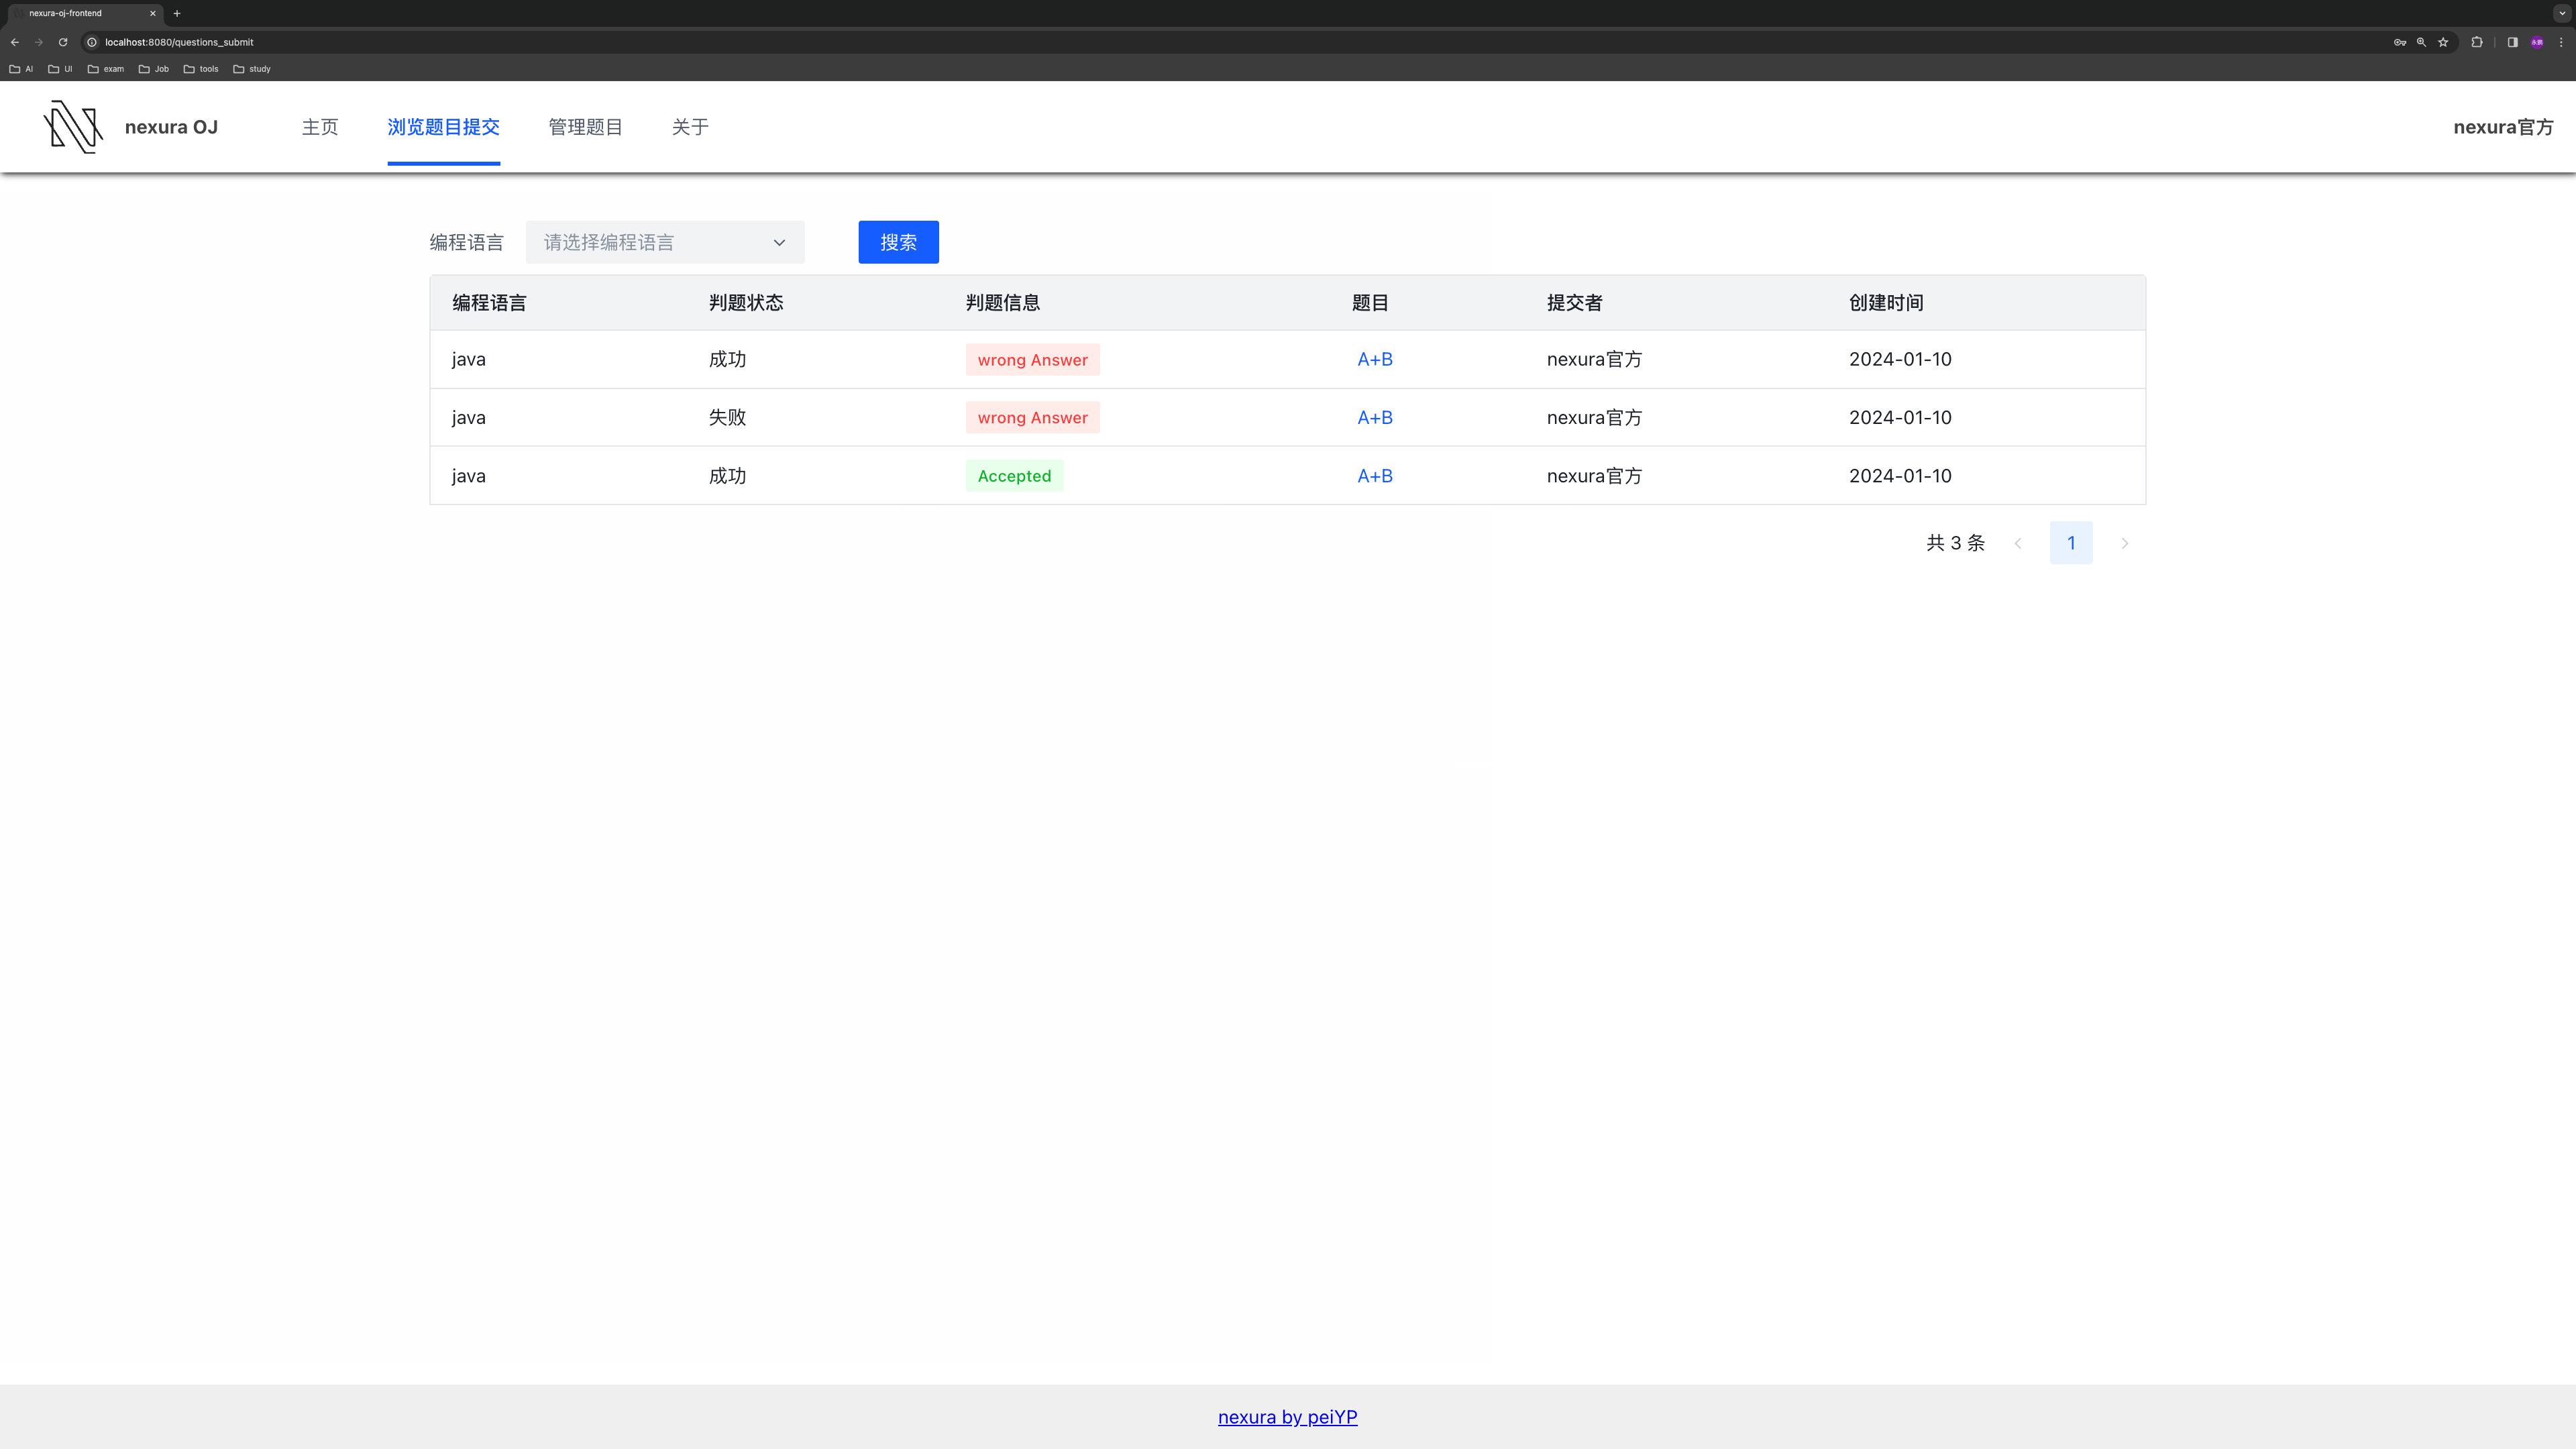 nexura-oj-frontend
localhost:8080/questions_submit
AI UI exam Job tools study
nexura OJ 主页 浏览题目提交 管理题目 关于 nexura官方
编程语言 请选择编程语言 搜索
编程语言 判题状态 判题信息 题目 提交者 创建时间
java 成功 wrong Answer A+B nexura官方 2024-01-10
java 失败 wrong Answer A+B nexura官方 2024-01-10
java 成功 Accepted A+B nexura官方 2024-01-10
共 3 条 1
nexura by peiYP